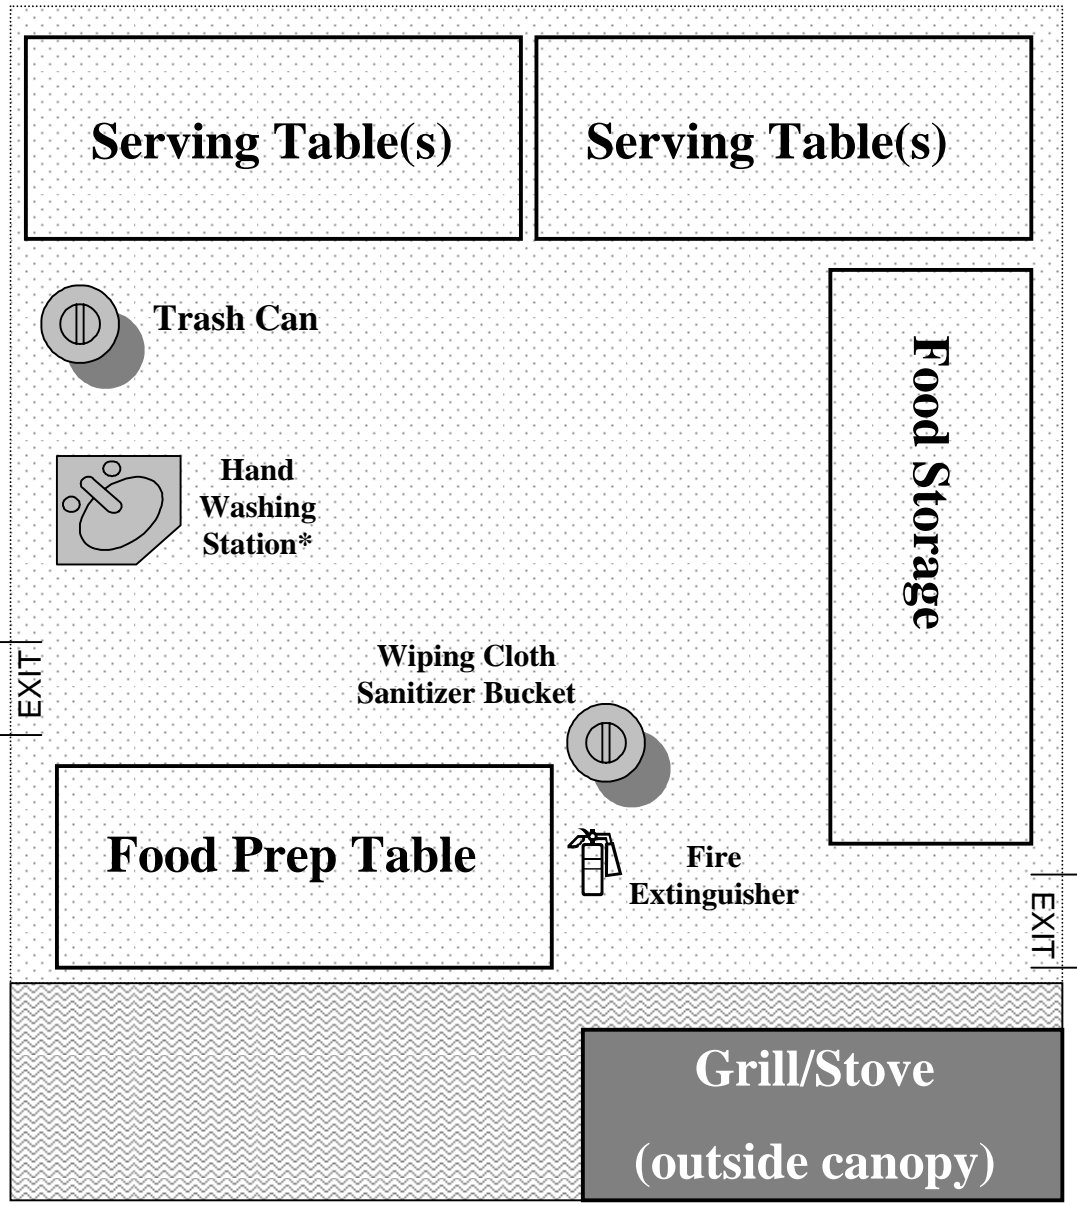 Serving Table(s)
Serving Table(s)
Trash Can
Food Storage
Hand
Washing
Station*
EXIT
Wiping Cloth
Sanitizer Bucket
Food Prep Table
Fire
Extinguisher
EXIT
Grill/Stove
(outside canopy)